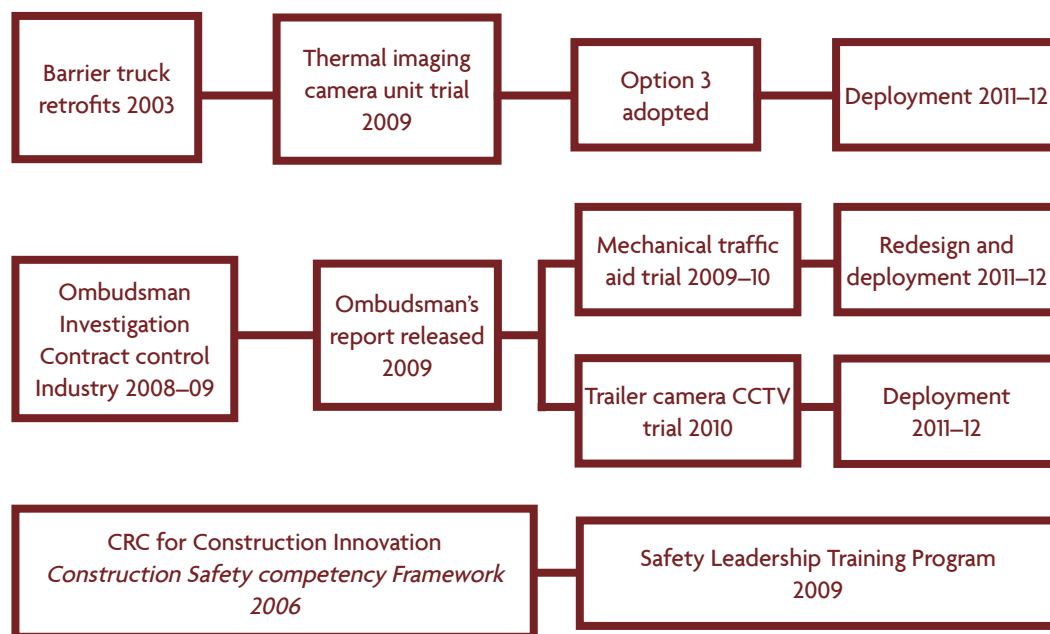 Barrier truck
retrofits 2003
Thermal imaging
camera unit trial
2009
Option 3
adopted
Deployment 2011–12
Ombudsman
Investigation
Contract control
Industry 2008–09
Ombudsman's
report released
2009
Mechanical traffic
aid trial 2009–10
Redesign and
deployment 2011–12
Trailer camera CCTV
trial 2010
Deployment
2011–12
CRC for Construction Innovation
Construction Safety competency Framework
2006
Safety Leadership Training Program
2009